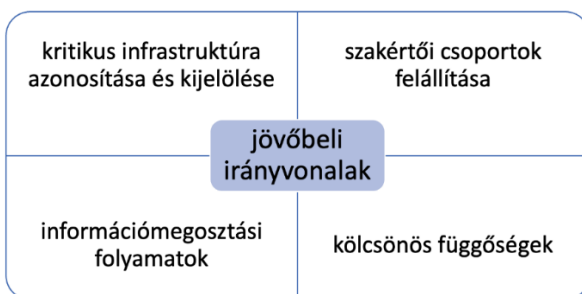 kritikus infrastruktúra
azonosítása és kijelölése
szakértői csoportok
felállítása
jövőbeli
irányvonalak
információmegosztási
folyamatok
kölcsönös függőségek